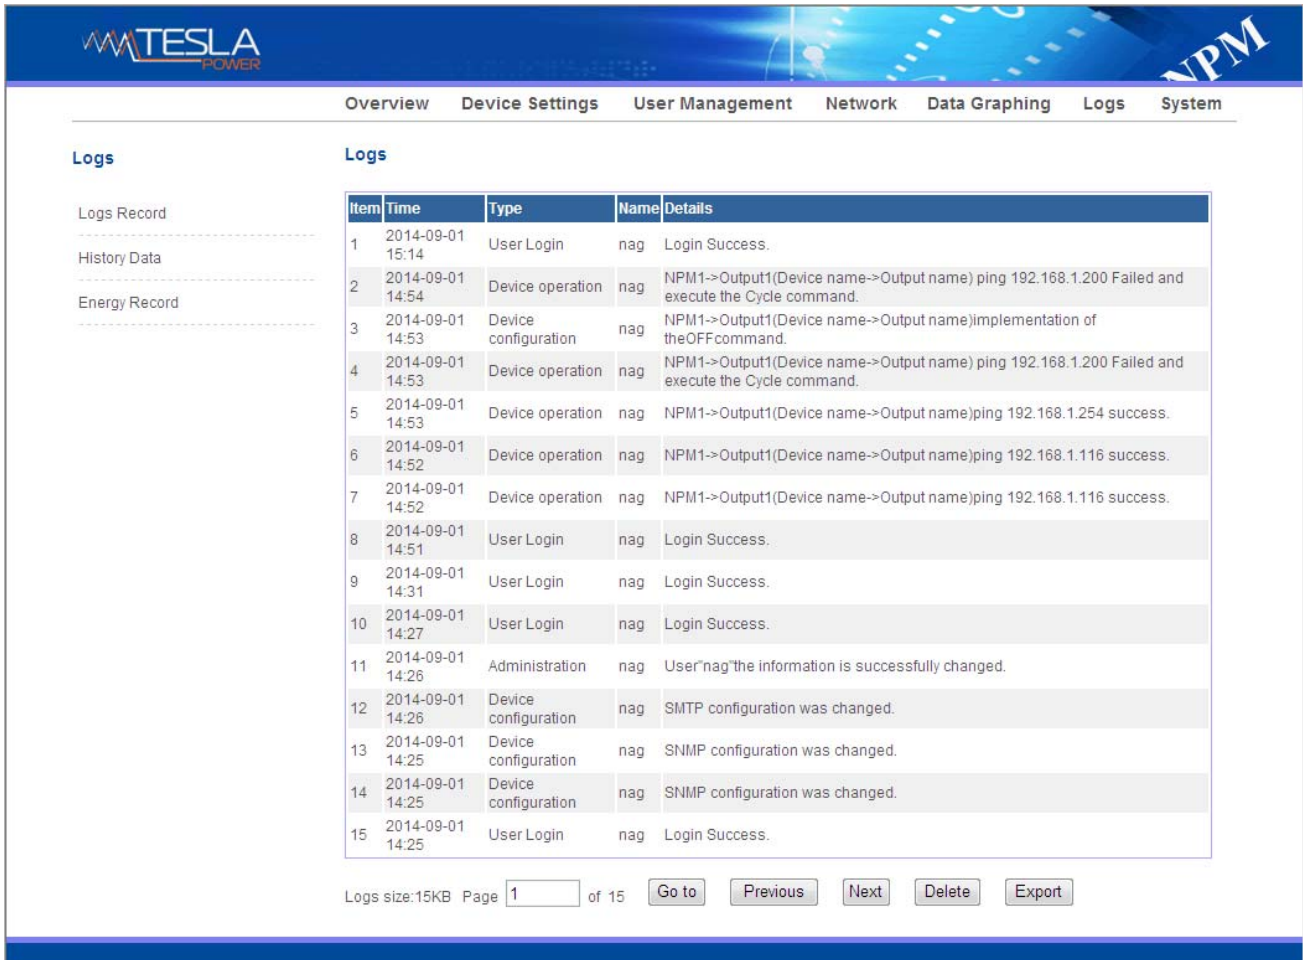 TESLA
POWER
NPM
Overview Device Settings User Management Network Data Graphing Logs System
Logs
Logs Record
History Data
Energy Record
Logs
Item Time Type Name Details
1 2014-09-01 15:14 User Login nag Login Success.
2 2014-09-01 14:54 Device operation nag NPM1->Output1(Device name->Output name) ping 192.168.1.200 Failed and
execute the Cycle command.
3 2014-09-01 14:53 Device configuration nag NPM1->Output1(Device name->Output name)implementation of
theOFFcommand.
4 2014-09-01 14:53 Device operation nag NPM1->Output1(Device name->Output name) ping 192.168.1.200 Failed and
execute the Cycle command.
5 2014-09-01 14:53 Device operation nag NPM1->Output1(Device name->Output name)ping 192.168.1.254 success.
6 2014-09-01 14:52 Device operation nag NPM1->Output1(Device name->Output name)ping 192.168.1.116 success.
7 2014-09-01 14:52 Device operation nag NPM1->Output1(Device name->Output name)ping 192.168.1.116 success.
8 2014-09-01 14:51 User Login nag Login Success.
9 2014-09-01 14:31 User Login nag Login Success.
10 2014-09-01 14:27 User Login nag Login Success.
11 2014-09-01 14:26 Administration nag User"nag"the information is successfully changed.
12 2014-09-01 14:26 Device configuration nag SMTP configuration was changed.
13 2014-09-01 14:25 Device configuration nag SNMP configuration was changed.
14 2014-09-01 14:25 Device configuration nag SNMP configuration was changed.
15 2014-09-01 14:25 User Login nag Login Success.
Logs size:15KB Page 1 of 15 Go to Previous Next Delete Export